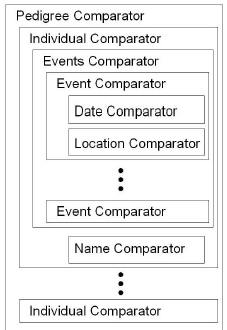 Pedigree Comparator
Individual Comparator
Events Comparator
Event Comparator
Date Comparator
Location Comparator
Event Comparator
Name Comparator
Individual Comparator